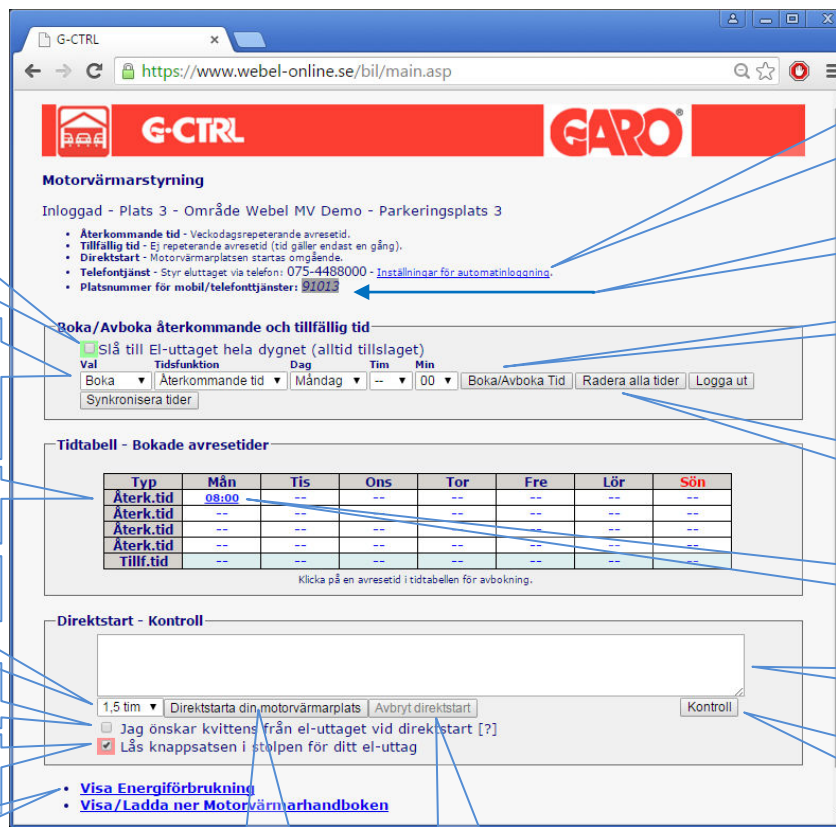 G-CTRL
https://www.webel-online.se/bil/main.asp
G-CTRL GARO®
Motorvärmarstyrning
Inloggad - Plats 3 - Område Webel MV Demo - Parkeringsplats 3
• Återkommande tid - Veckodagsrepeterande avresetid.
• Tillfällig tid - Ej repeterande avresetid (tid gäller endast en gång).
• Direktstart - Motorvärmarplatsen startas omgående.
• Telefontjänst - Styr eluttaget via telefon: 075-4488000 - Inställningar för automatinloggning.
• Platsnummer för mobil/telefonttjänster: 91013
Boka/Avboka återkommande och tillfällig tid
Slå till El-uttaget hela dygnet (alltid tillslaget)
Val Tidsfunktion Dag Tim Min
Boka Återkommande tid Måndag -- 00 Boka/Avboka Tid Radera alla tider Logga ut
Synkronisera tider
Tidtabell - Bokade avresetider
Typ Mån Tis Ons Tor Fre Lör Sön
Återk.tid 08:00 -- -- -- -- -- --
Återk.tid -- -- -- -- -- -- --
Återk.tid -- -- -- -- -- -- --
Återk.tid -- -- -- -- -- -- --
Tillf.tid -- -- -- -- -- -- --
Klicka på en avresetid i tidtabellen för avbokning.
Direktstart - Kontroll
1,5 tim Direktstarta din motorvärmarplats Avbryt direktstart Kontroll
Jag önskar kvittens från el-uttaget vid direktstart [?]
Lås knappsatsen i stolpen för ditt el-uttag
• Visa Energiförbrukning
• Visa/Ladda ner Motorvärmarhandboken